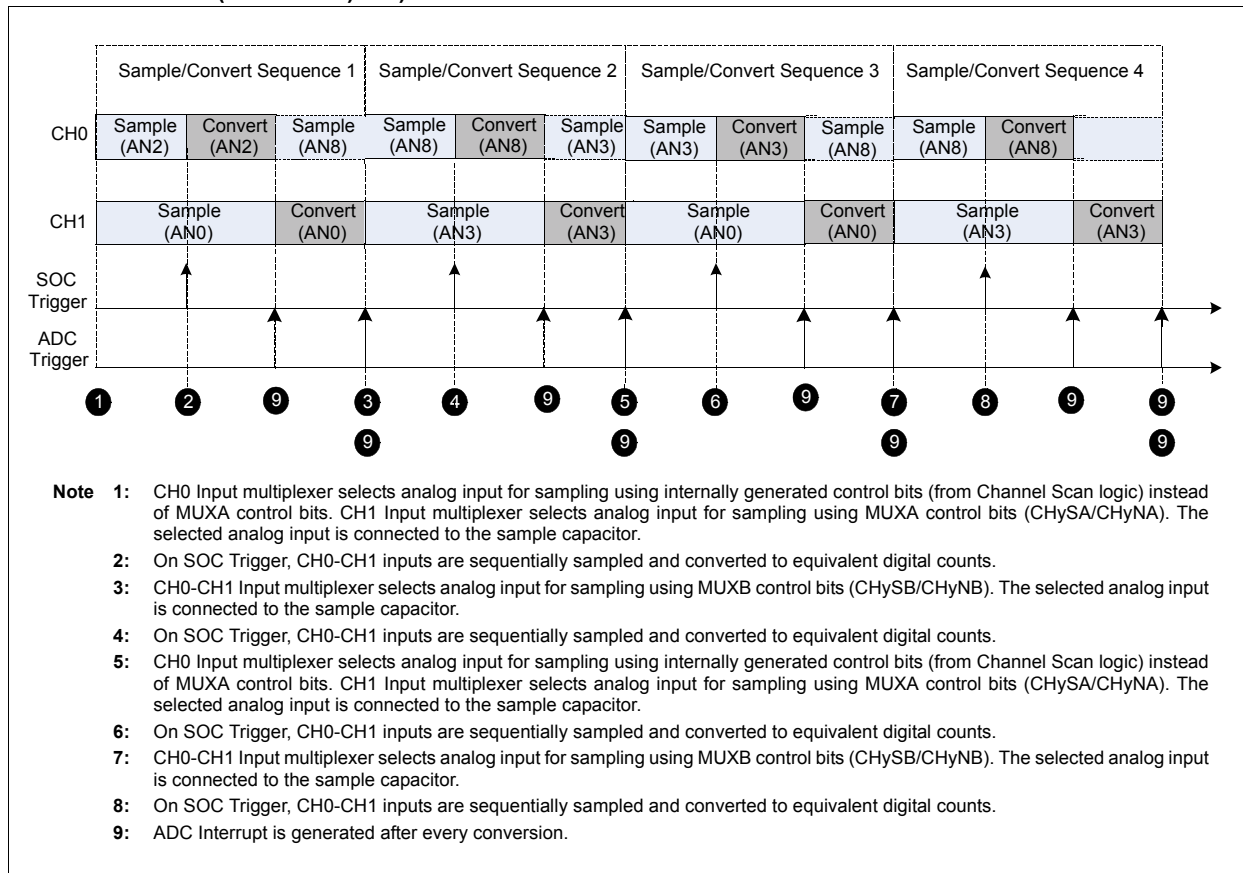 Sample/Convert Sequence 1 Sample/Convert Sequence 2 Sample/Convert Sequence 3 Sample/Convert Sequence 4
CH0
Sample (AN2)
Convert (AN2)
Sample (AN8)
Sample (AN8)
Convert (AN8)
Sample (AN3)
Sample (AN3)
Convert (AN3)
Sample (AN8)
Sample (AN8)
Convert (AN8)
CH1
Sample (AN0)
Convert (AN0)
Sample (AN3)
Convert (AN3)
Sample (AN0)
Convert (AN0)
Sample (AN3)
Convert (AN3)
SOC
Trigger
ADC
Trigger
1 2 9 3 4 9 5 6 9 7 8 9 9
9 9 9 9
Note 1: CH0 Input multiplexer selects analog input for sampling using internally generated control bits (from Channel Scan logic) instead
of MUXA control bits. CH1 Input multiplexer selects analog input for sampling using MUXA control bits (CHySA/CHyNA). The
selected analog input is connected to the sample capacitor.
2: On SOC Trigger, CH0-CH1 inputs are sequentially sampled and converted to equivalent digital counts.
3: CH0-CH1 Input multiplexer selects analog input for sampling using MUXB control bits (CHySB/CHyNB). The selected analog input
is connected to the sample capacitor.
4: On SOC Trigger, CH0-CH1 inputs are sequentially sampled and converted to equivalent digital counts.
5: CH0 Input multiplexer selects analog input for sampling using internally generated control bits (from Channel Scan logic) instead
of MUXA control bits. CH1 Input multiplexer selects analog input for sampling using MUXA control bits (CHySA/CHyNA). The
selected analog input is connected to the sample capacitor.
6: On SOC Trigger, CH0-CH1 inputs are sequentially sampled and converted to equivalent digital counts.
7: CH0-CH1 Input multiplexer selects analog input for sampling using MUXB control bits (CHySB/CHyNB). The selected analog input
is connected to the sample capacitor.
8: On SOC Trigger, CH0-CH1 inputs are sequentially sampled and converted to equivalent digital counts.
9: ADC Interrupt is generated after every conversion.